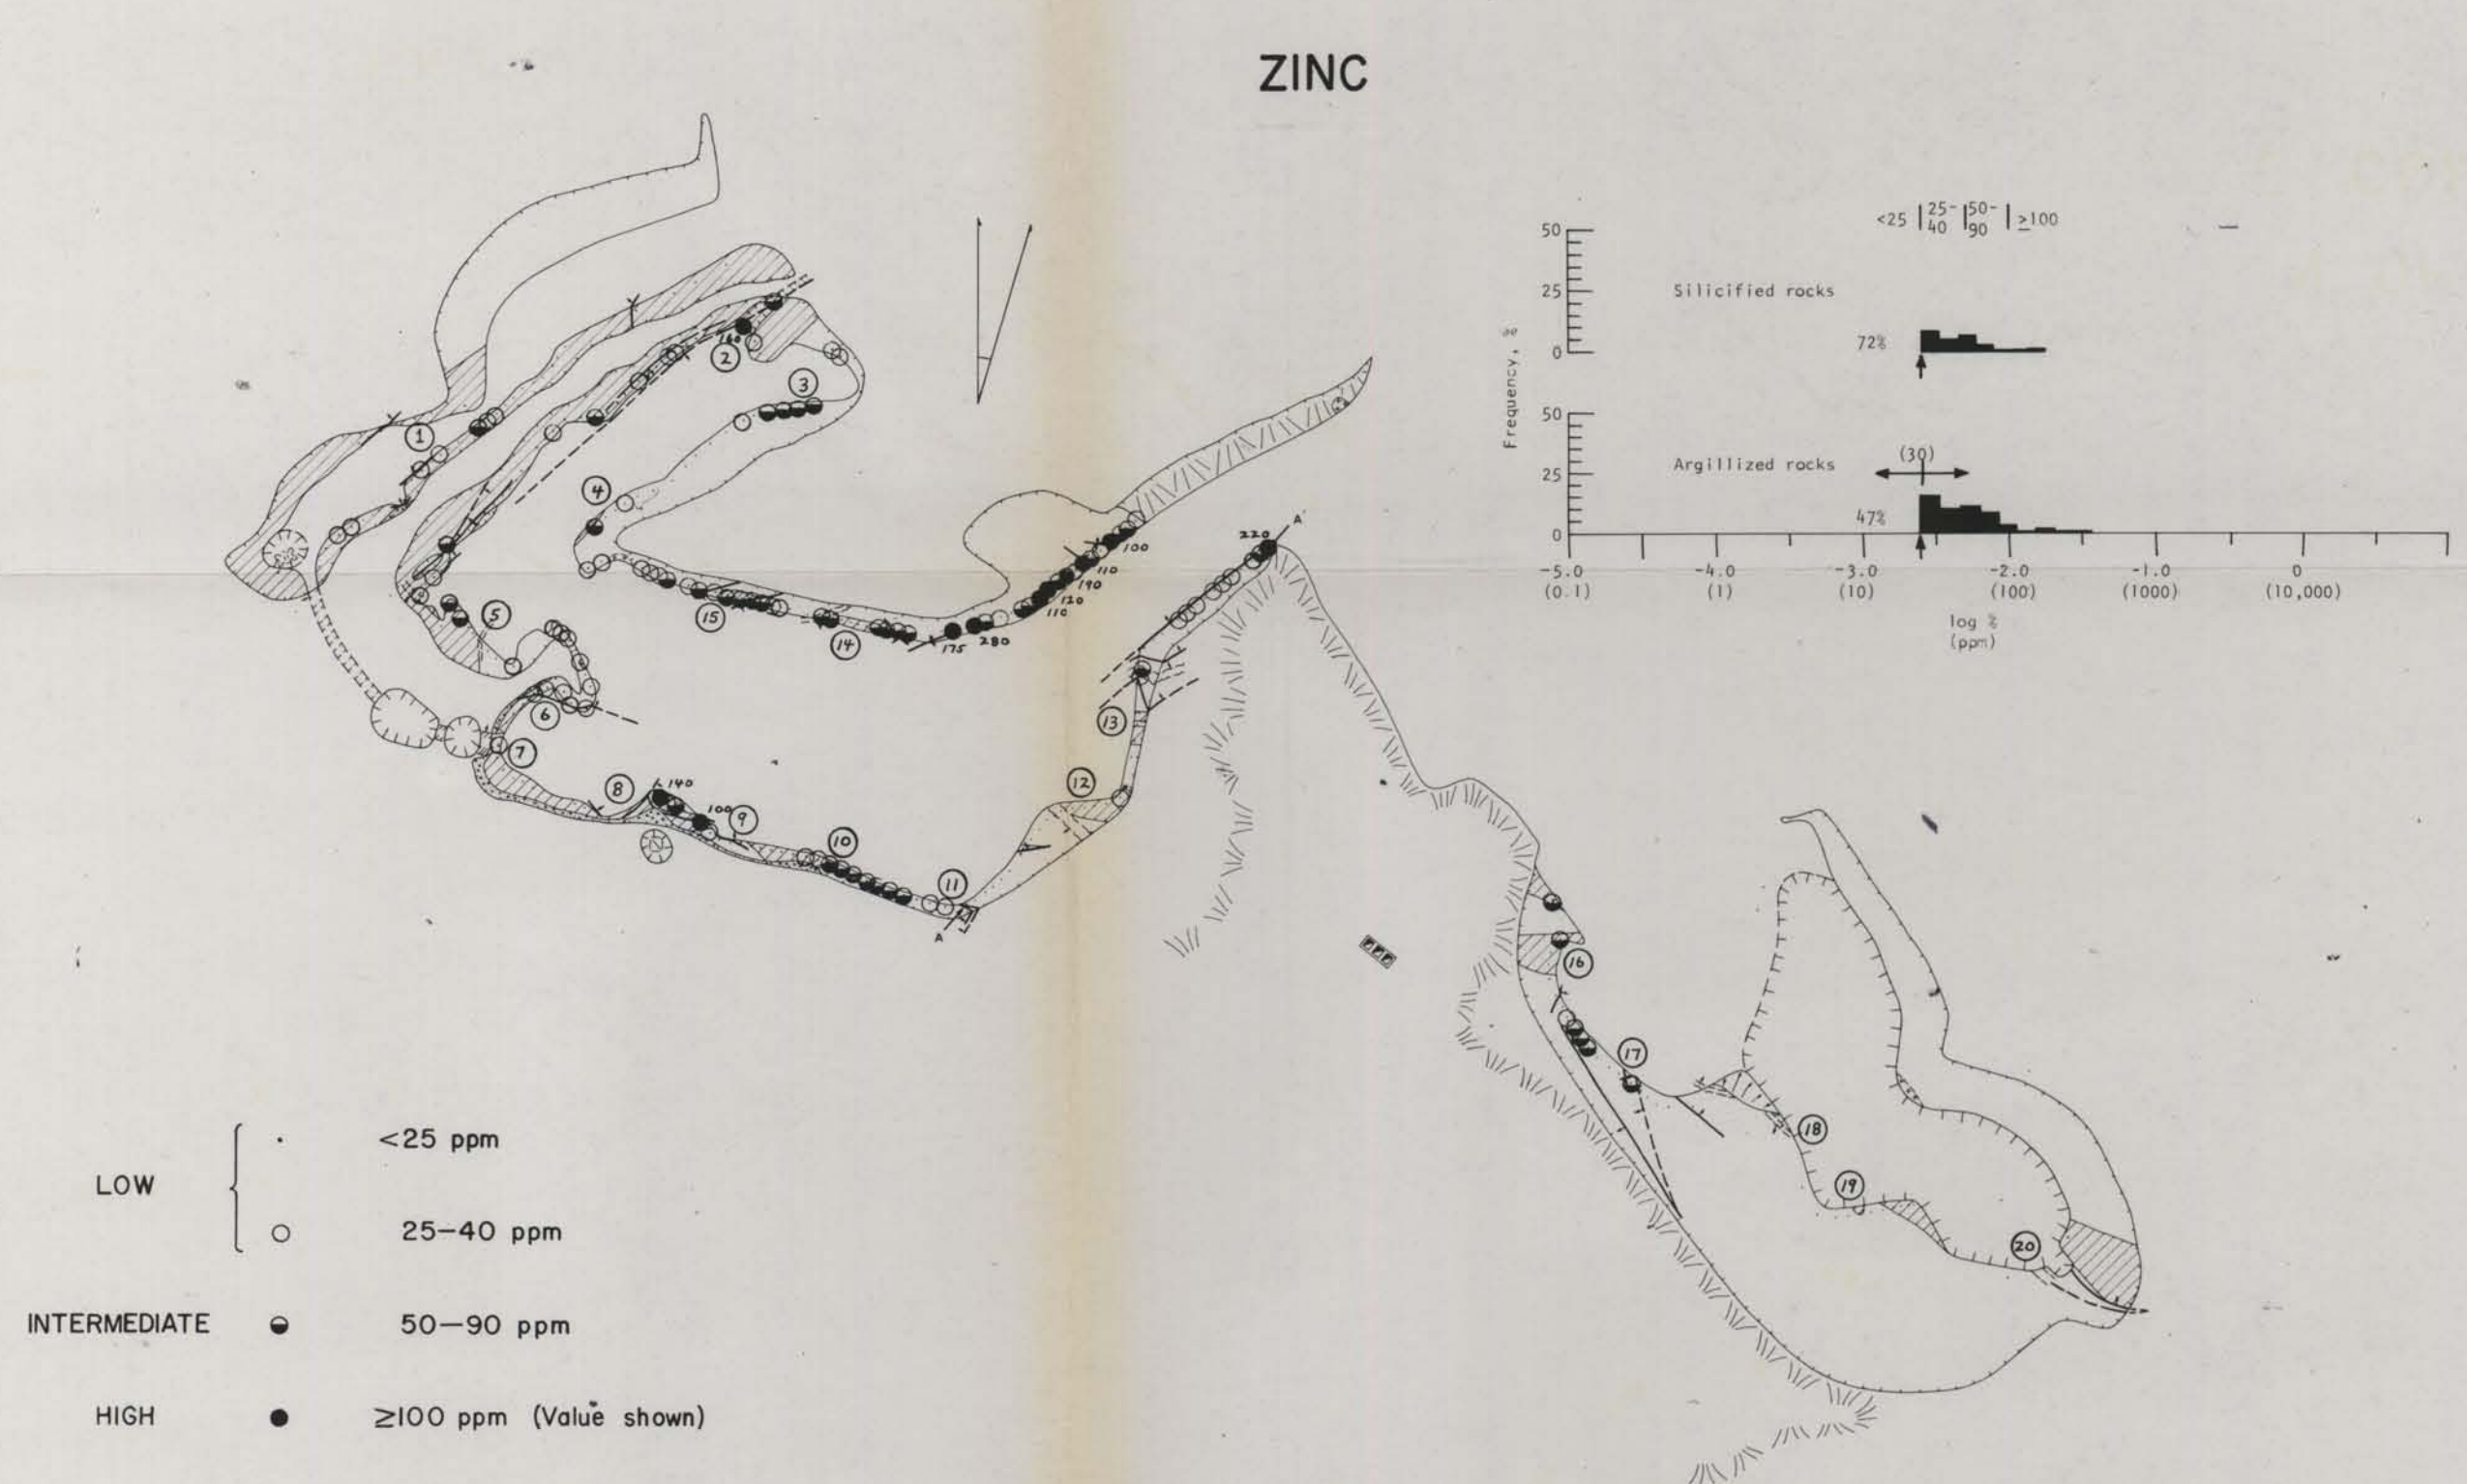 ZINC
<25 | 25-40 | 50-90 | ≥100
50
25
0
Silicified rocks
72%
Frequency, %
50
25
0
Argillized rocks
(30)
47%
-5.0 -4.0 -3.0 -2.0 -1.0 0
(0.1) (1) (10) (100) (1000) (10,000)
log %
(ppm)
160
2
3
1
4
5
15
14
175
280
110
120
190
110
100
220
A'
6
7
13
8
140
100
9
12
10
11
A
16
17
18
19
20
LOW
<25 ppm
25–40 ppm
INTERMEDIATE 50–90 ppm
HIGH ≥100 ppm (Value shown)